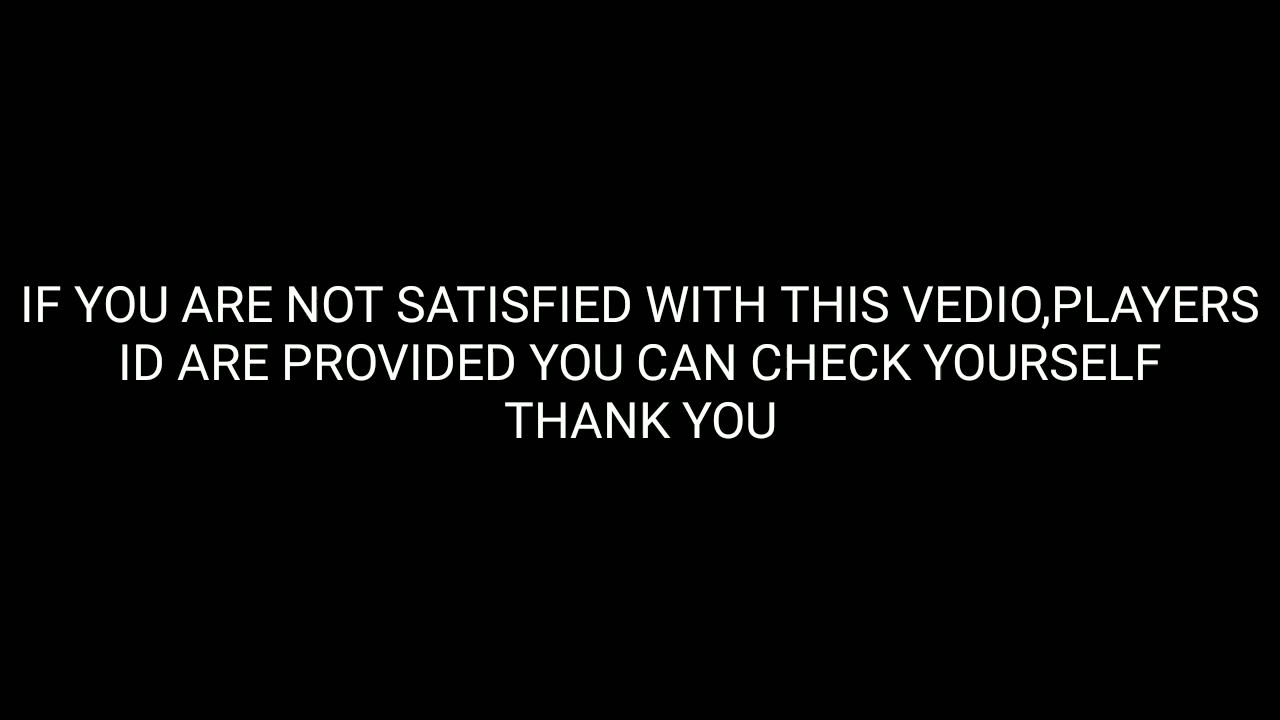 IF YOU ARE NOT SATISFIED WITH THIS VEDIO,PLAYERS
ID ARE PROVIDED YOU CAN CHECK YOURSELF
THANK YOU